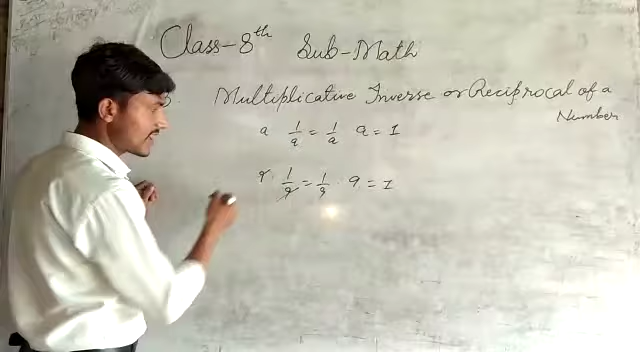 Class-8th Sub-Math
Multiplicative Inverse or Reciprocal of a
Number
a 1/a = 1/a a = 1
9. 1/9 = 1/9 . 9 = 1